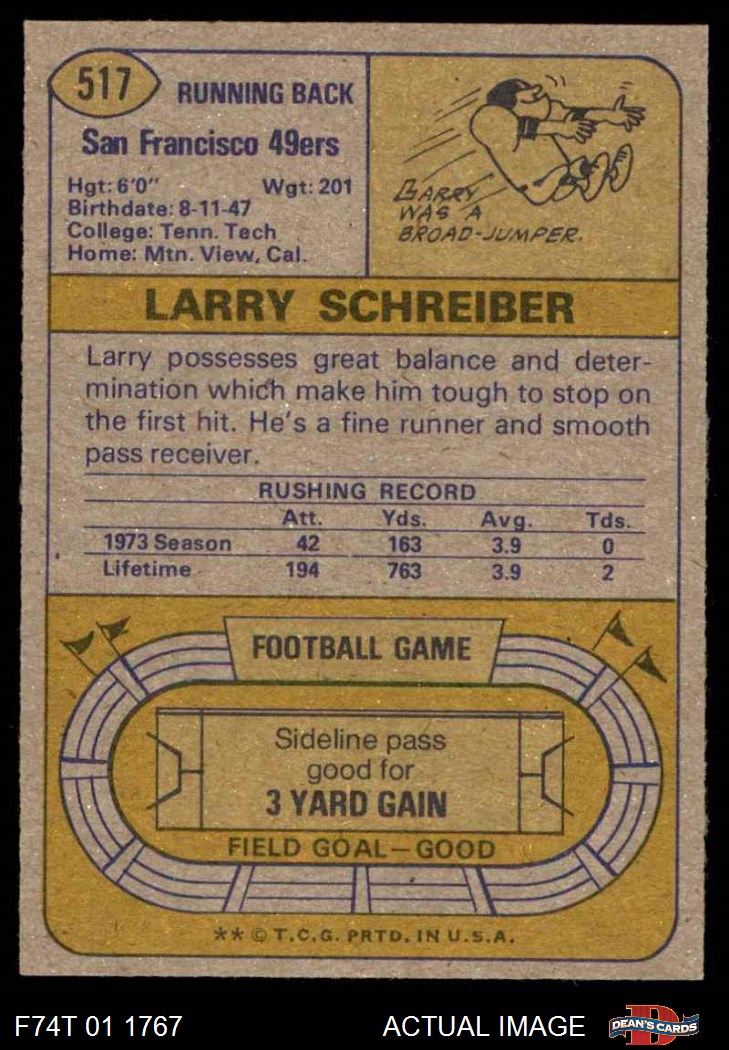 517
RUNNING BACK
San Francisco 49ers
Hgt: 6'0" Wgt: 201
Birthdate: 8-11-47
College: Tenn. Tech
Home: Mtn. View, Cal.
LARRY
WAS A
BROAD-JUMPER.
LARRY SCHREIBER
Larry possesses great balance and deter-
mination which make him tough to stop on
the first hit. He's a fine runner and smooth
pass receiver.
RUSHING RECORD
Att. Yds. Avg. Tds.
1973 Season 42 163 3.9 0
Lifetime 194 763 3.9 2
FOOTBALL GAME
Sideline pass
good for
3 YARD GAIN
FIELD GOAL—GOOD
** © T.C.G. PRTD. IN U.S.A.
F74T 01 1767 ACTUAL IMAGE
D
DEAN'S CARDS